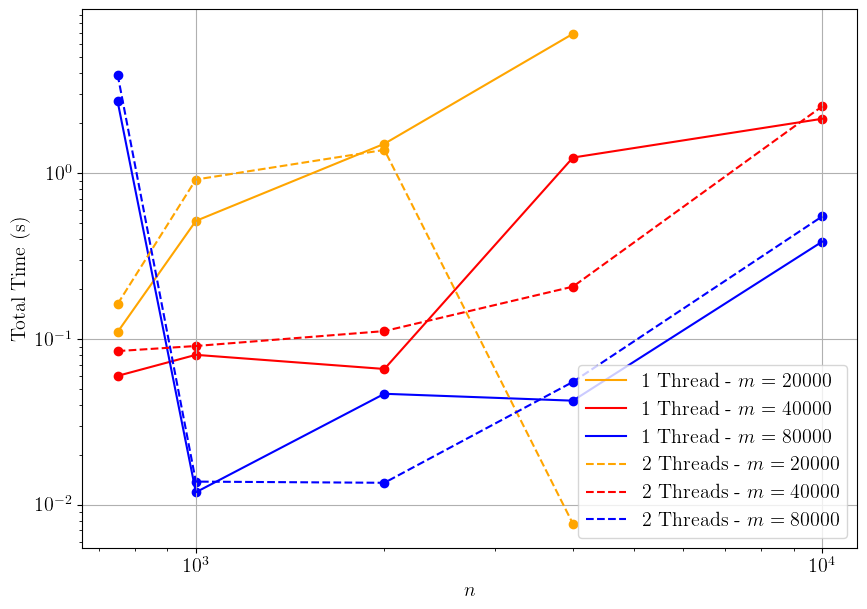 Total Time (s)
10^0
10^{-1}
10^{-2}
10^3
10^4
n
1 Thread - m = 20000
1 Thread - m = 40000
1 Thread - m = 80000
2 Threads - m = 20000
2 Threads - m = 40000
2 Threads - m = 80000